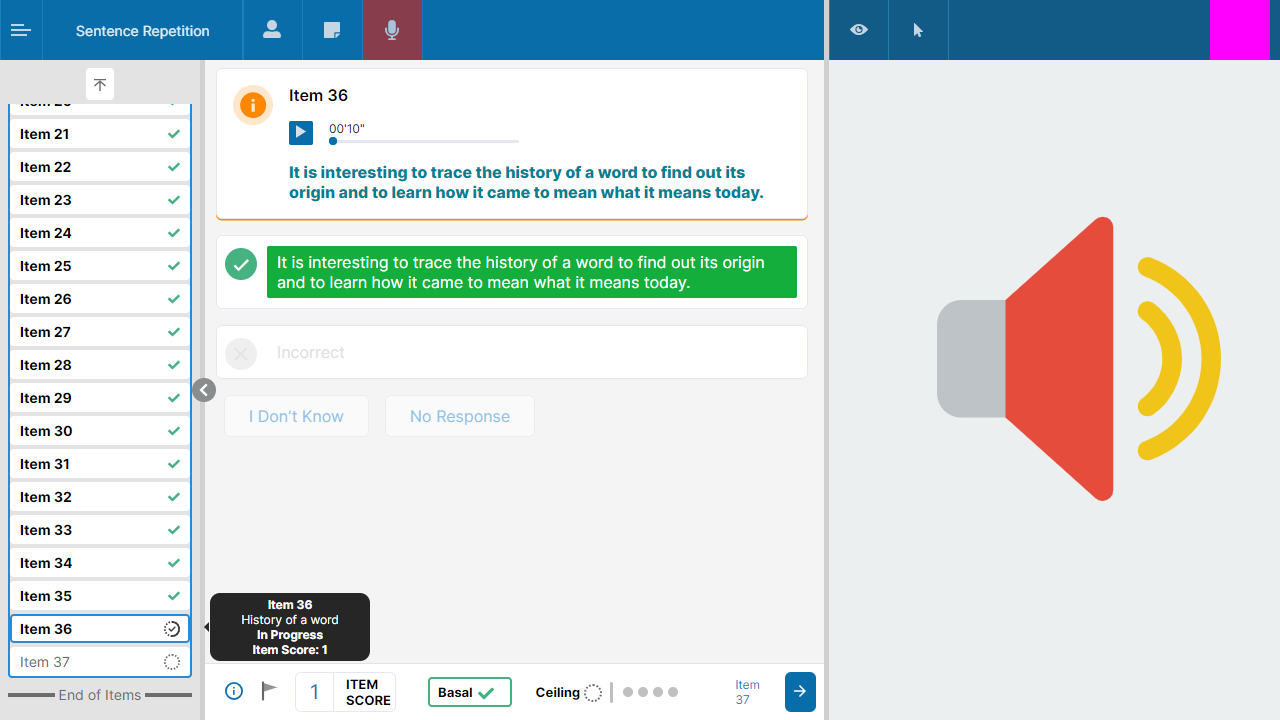 Sentence Repetition
Item 21
Item 22
Item 23
Item 24
Item 25
Item 26
Item 27
Item 28
Item 29
Item 30
Item 31
Item 32
Item 33
Item 34
Item 35
Item 36
Item 37
End of Items
Item 36
00'10"
It is interesting to trace the history of a word to find out its
origin and to learn how it came to mean what it means today.
It is interesting to trace the history of a word to find out its origin
and to learn how it came to mean what it means today.
Incorrect
I Don't Know
No Response
Item 36
History of a word
In Progress
Item Score: 1
1
ITEM
SCORE
Basal
Ceiling
Item
37